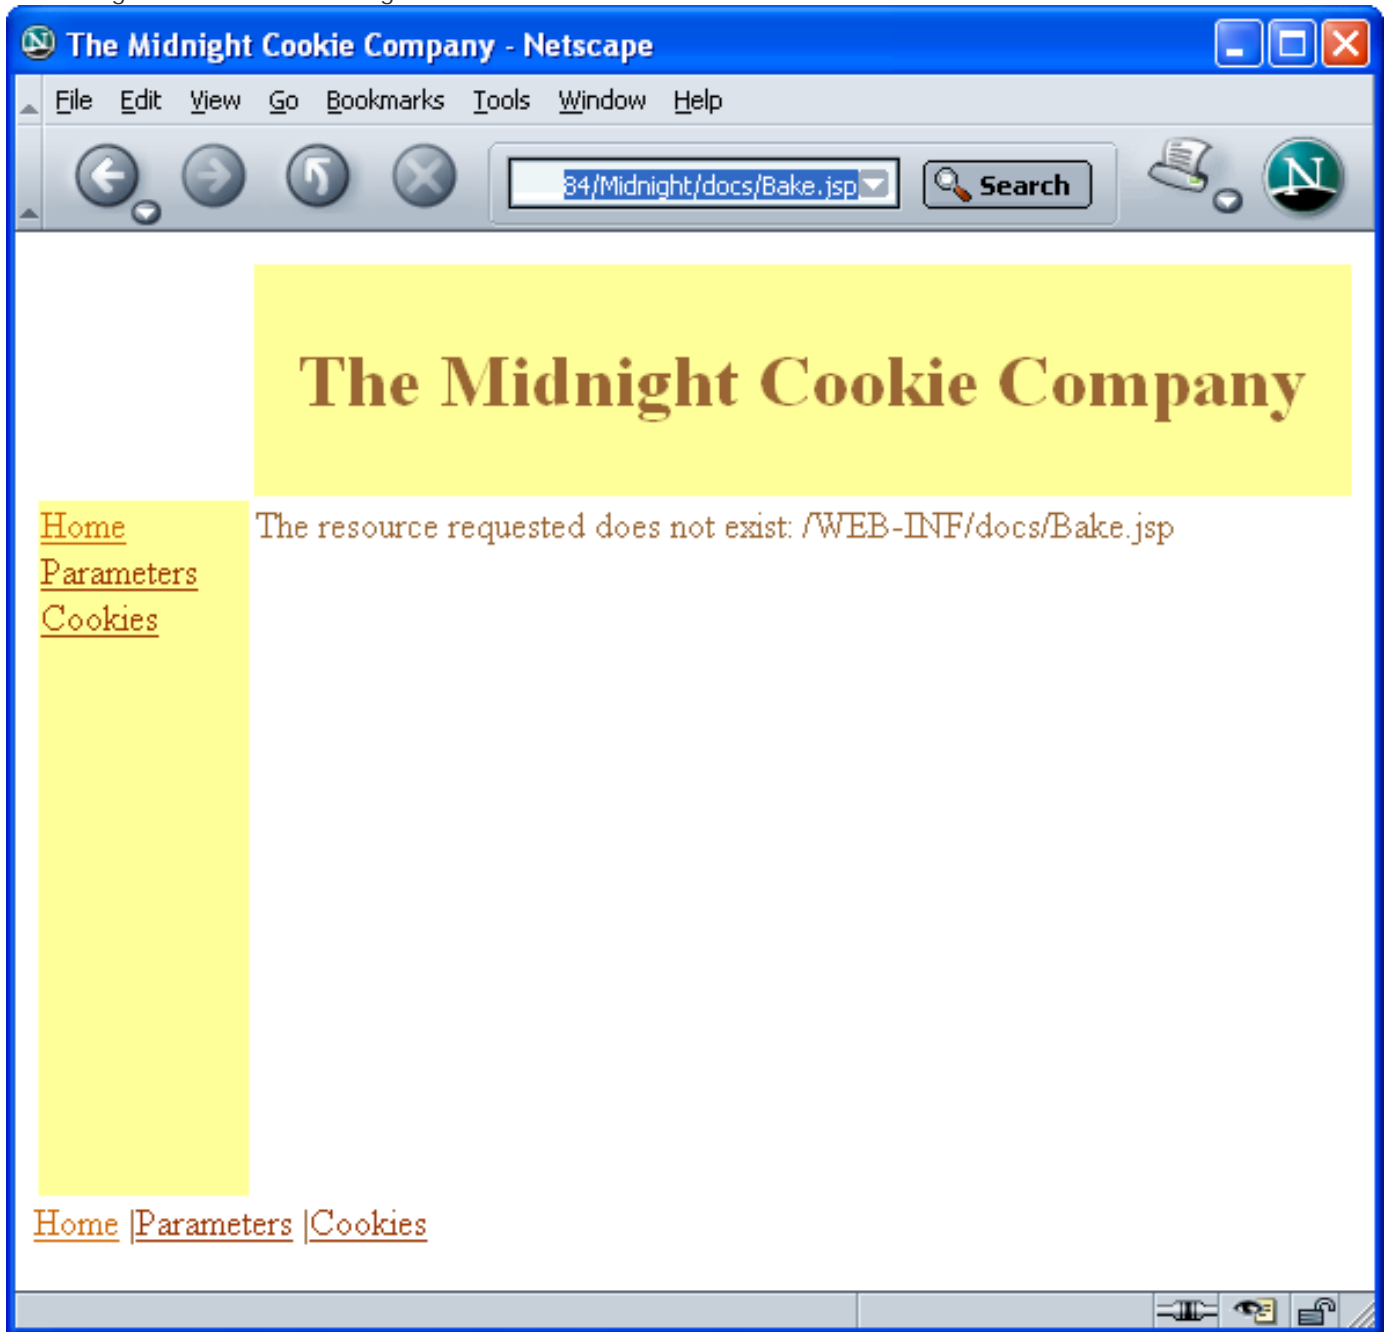 The Midnight Cookie Company - Netscape
File Edit View Go Bookmarks Tools Window Help
84/Midnight/docs/Bake.jsp Search N
The Midnight Cookie Company
Home
Parameters
Cookies
The resource requested does not exist: /WEB-INF/docs/Bake.jsp
Home |Parameters |Cookies